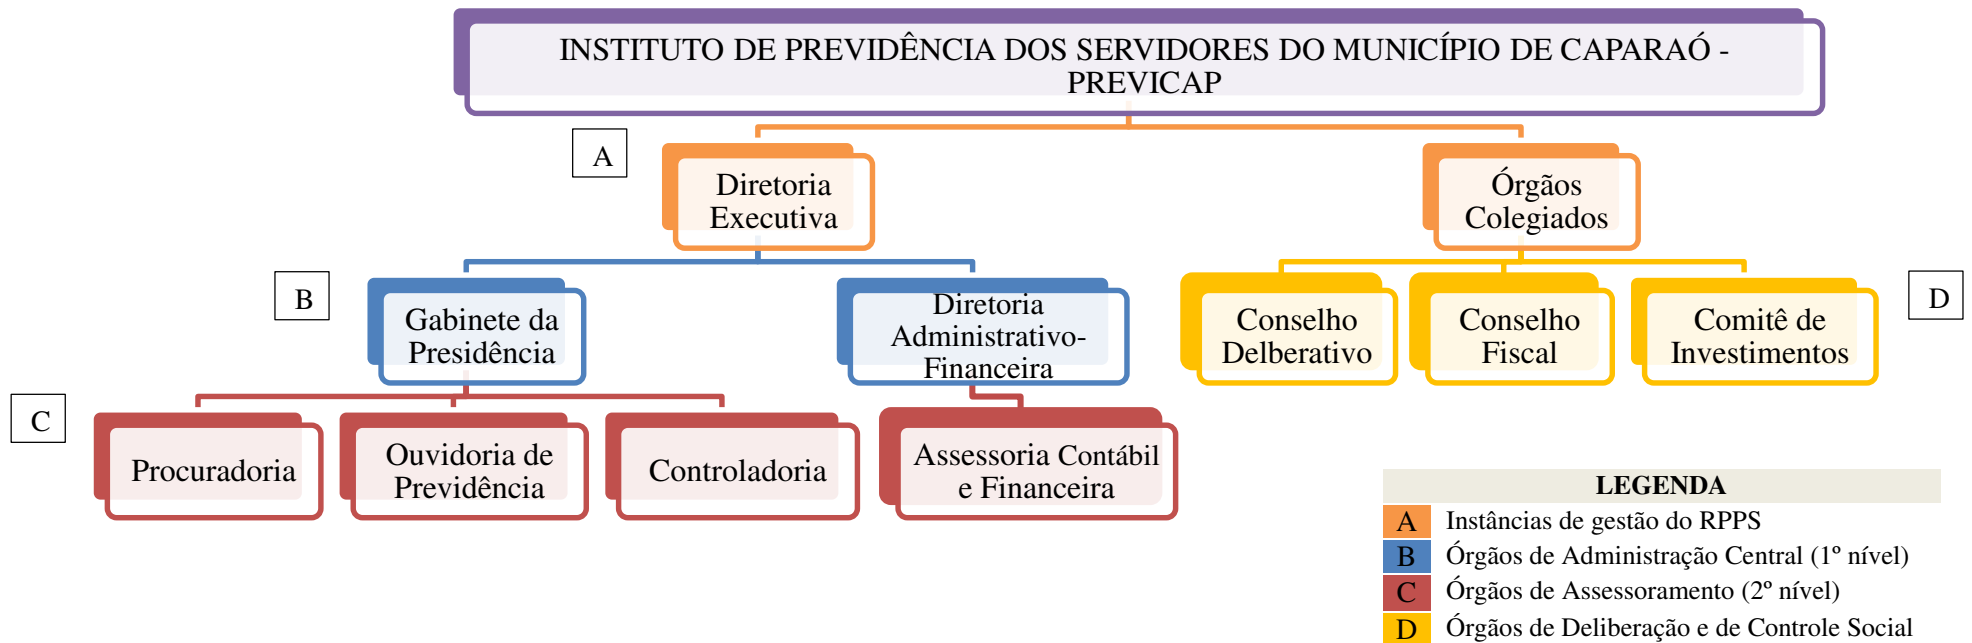 INSTITUTO DE PREVIDÊNCIA DOS SERVIDORES DO MUNICÍPIO DE CAPARAÓ -
PREVICAP
A
Diretoria
Executiva
Órgãos
Colegiados
B
Gabinete da
Presidência
Diretoria
Administrativo-
Financeira
Conselho
Delberativo
Conselho
Fiscal
Comitê de
Investimentos
D
C
Procuradoria
Ouvidoria de
Previdência
Controladoria
Assessoria Contábil
e Financeira
LEGENDA
A Instâncias de gestão do RPPS
B Órgãos de Administração Central (1º nível)
C Órgãos de Assessoramento (2º nível)
D Órgãos de Deliberação e de Controle Social